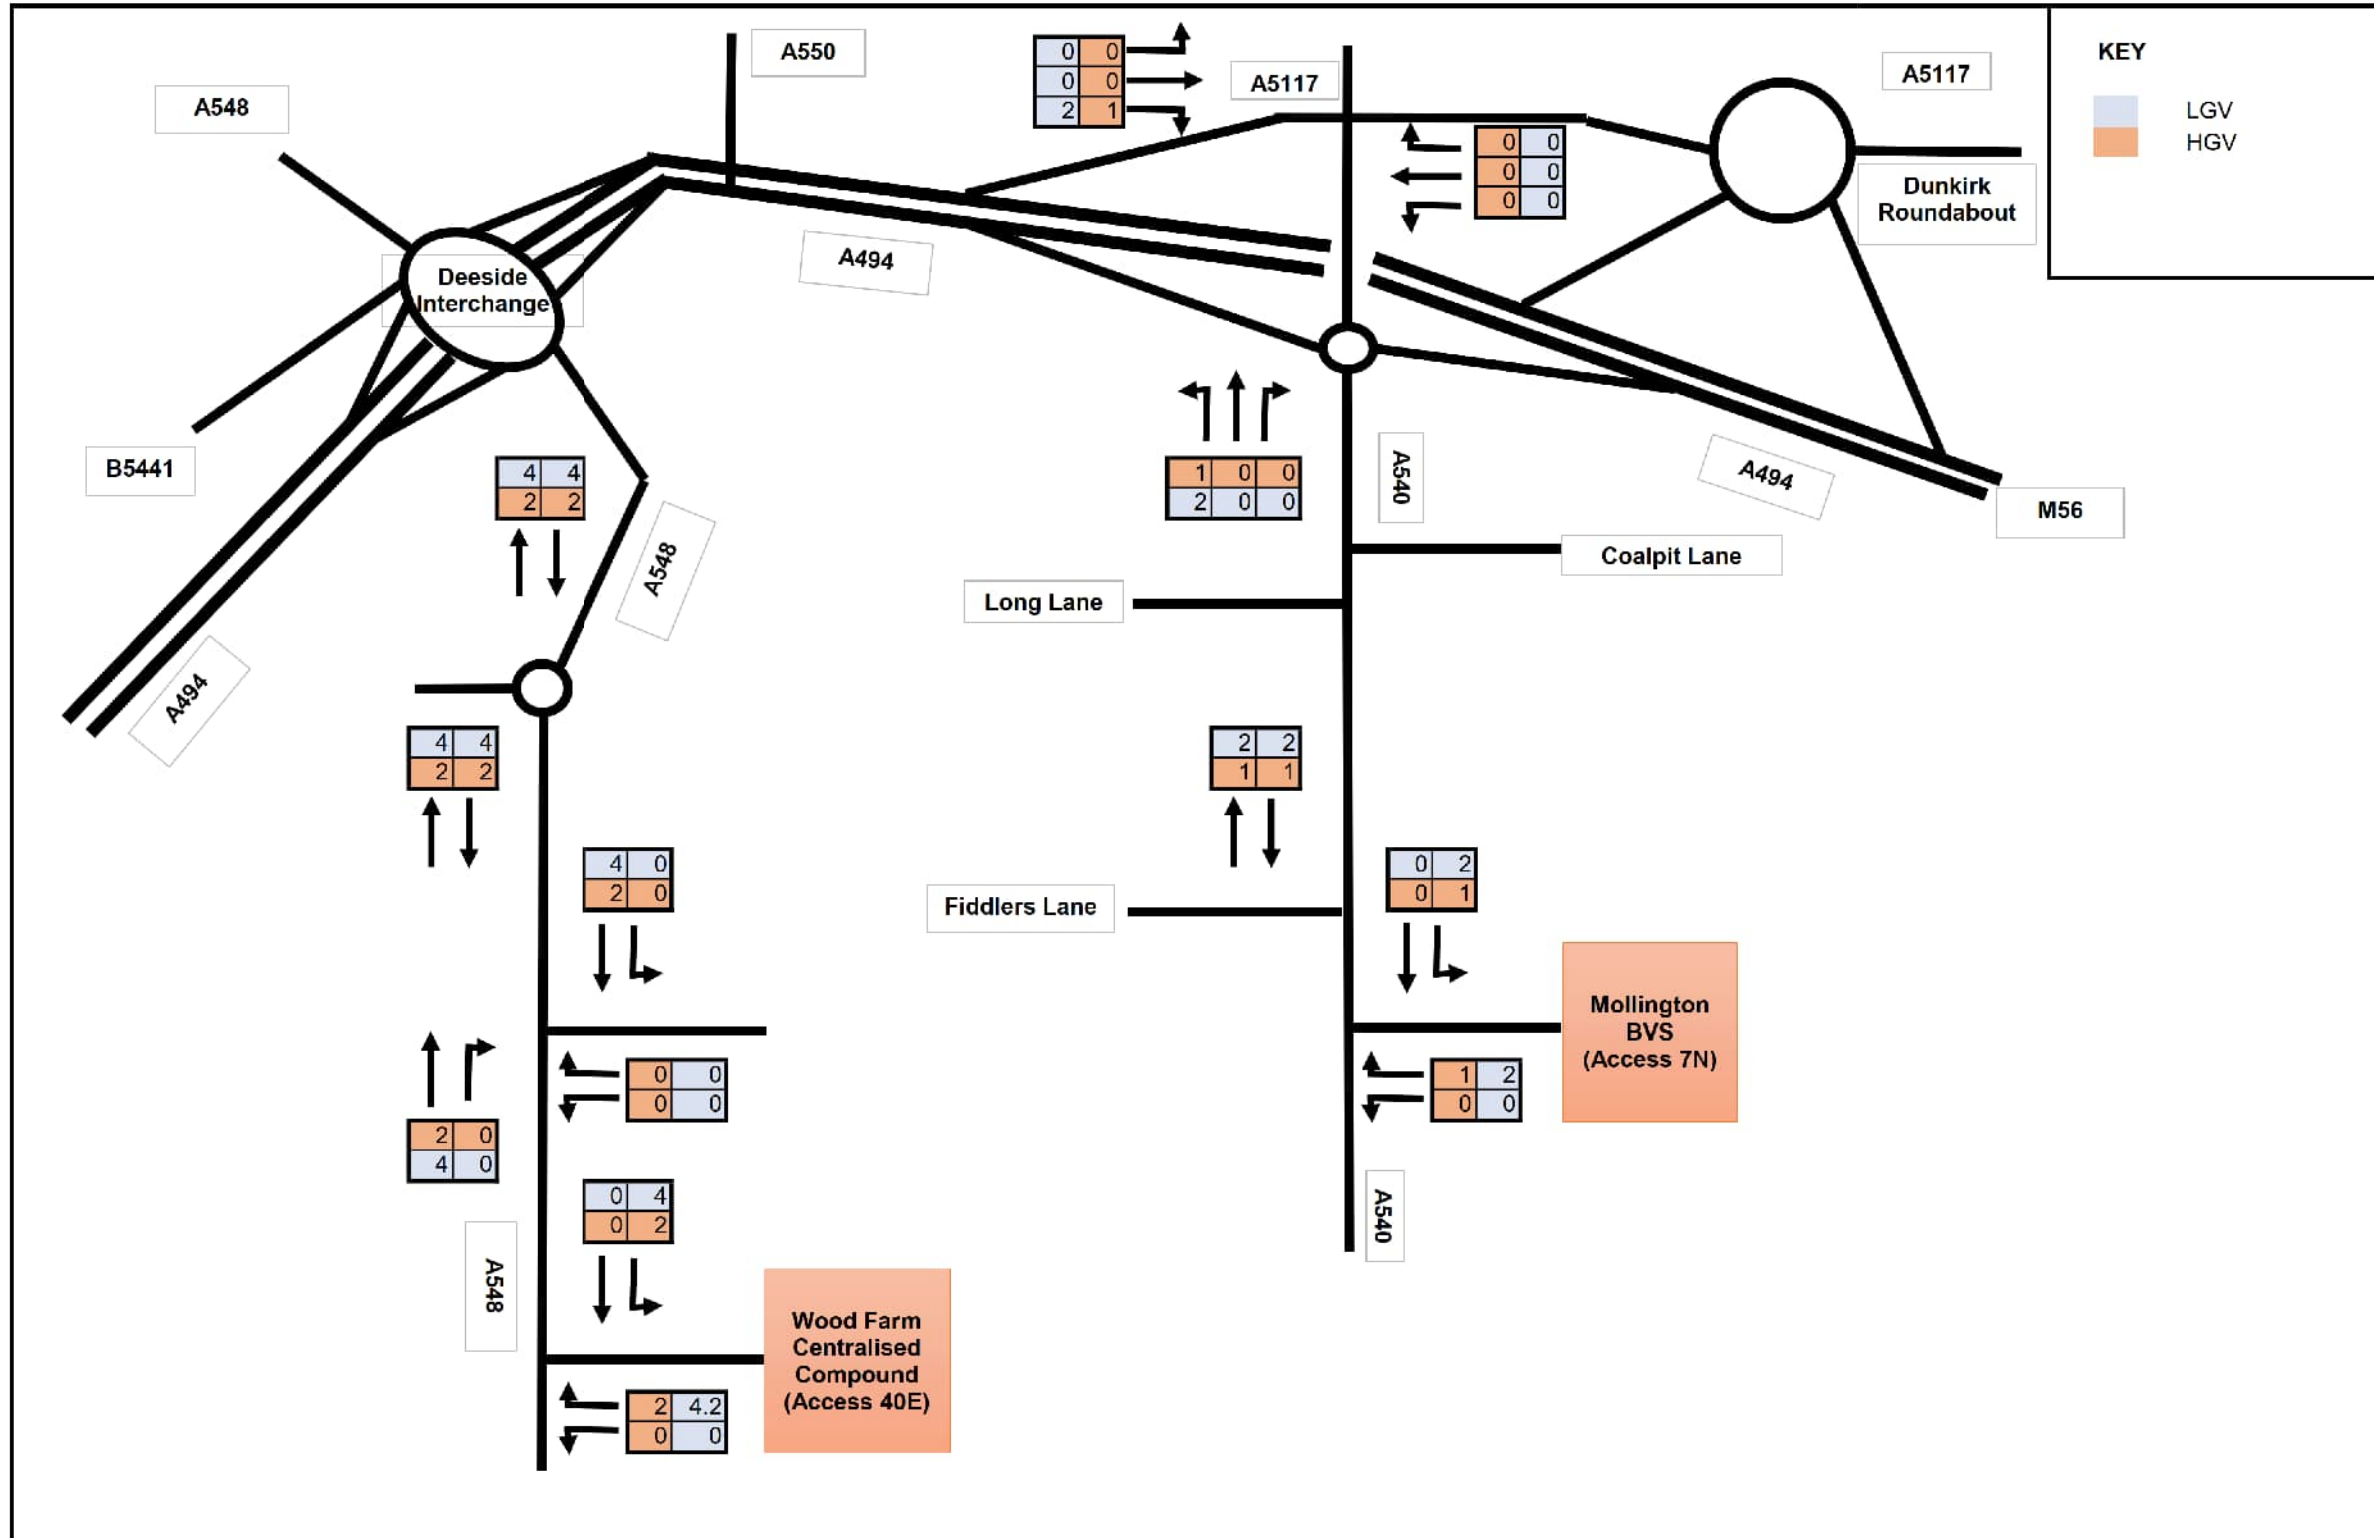 A550
0 0
0 0
2 1
A5117
A5117
KEY
LGV
HGV
A548
0 0
0 0
0 0
Dunkirk
Roundabout
Deeside
Interchange
A494
B5441
4 4
2 2
A548
1 0 0
2 0 0
A540
A494
M56
Coalpit Lane
Long Lane
A494
4 4
2 2
2 2
1 1
4 0
2 0
0 2
0 1
Fiddlers Lane
Mollington
BVS
(Access 7N)
0 0
0 0
1 2
0 0
2 0
4 0
0 4
0 2
A548
A540
Wood Farm
Centralised
Compound
(Access 40E)
2 4.2
0 0